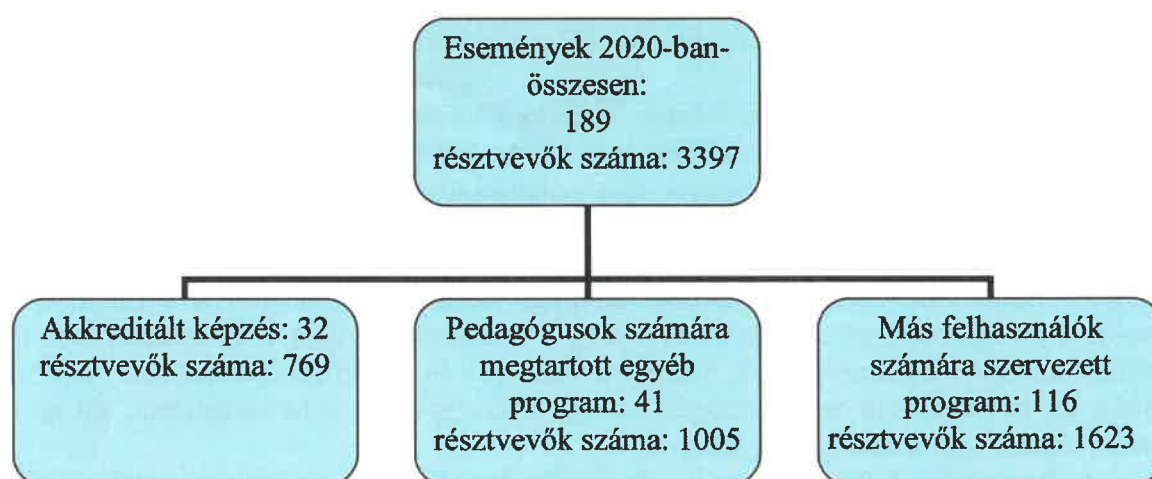 Események 2020-ban-
összesen:
189
résztvevők száma: 3397
Akkreditált képzés: 32
résztvevők száma: 769
Pedagógusok számára
megtartott egyéb
program: 41
résztvevők száma: 1005
Más felhasználók
számára szervezett
program: 116
résztvevők száma: 1623